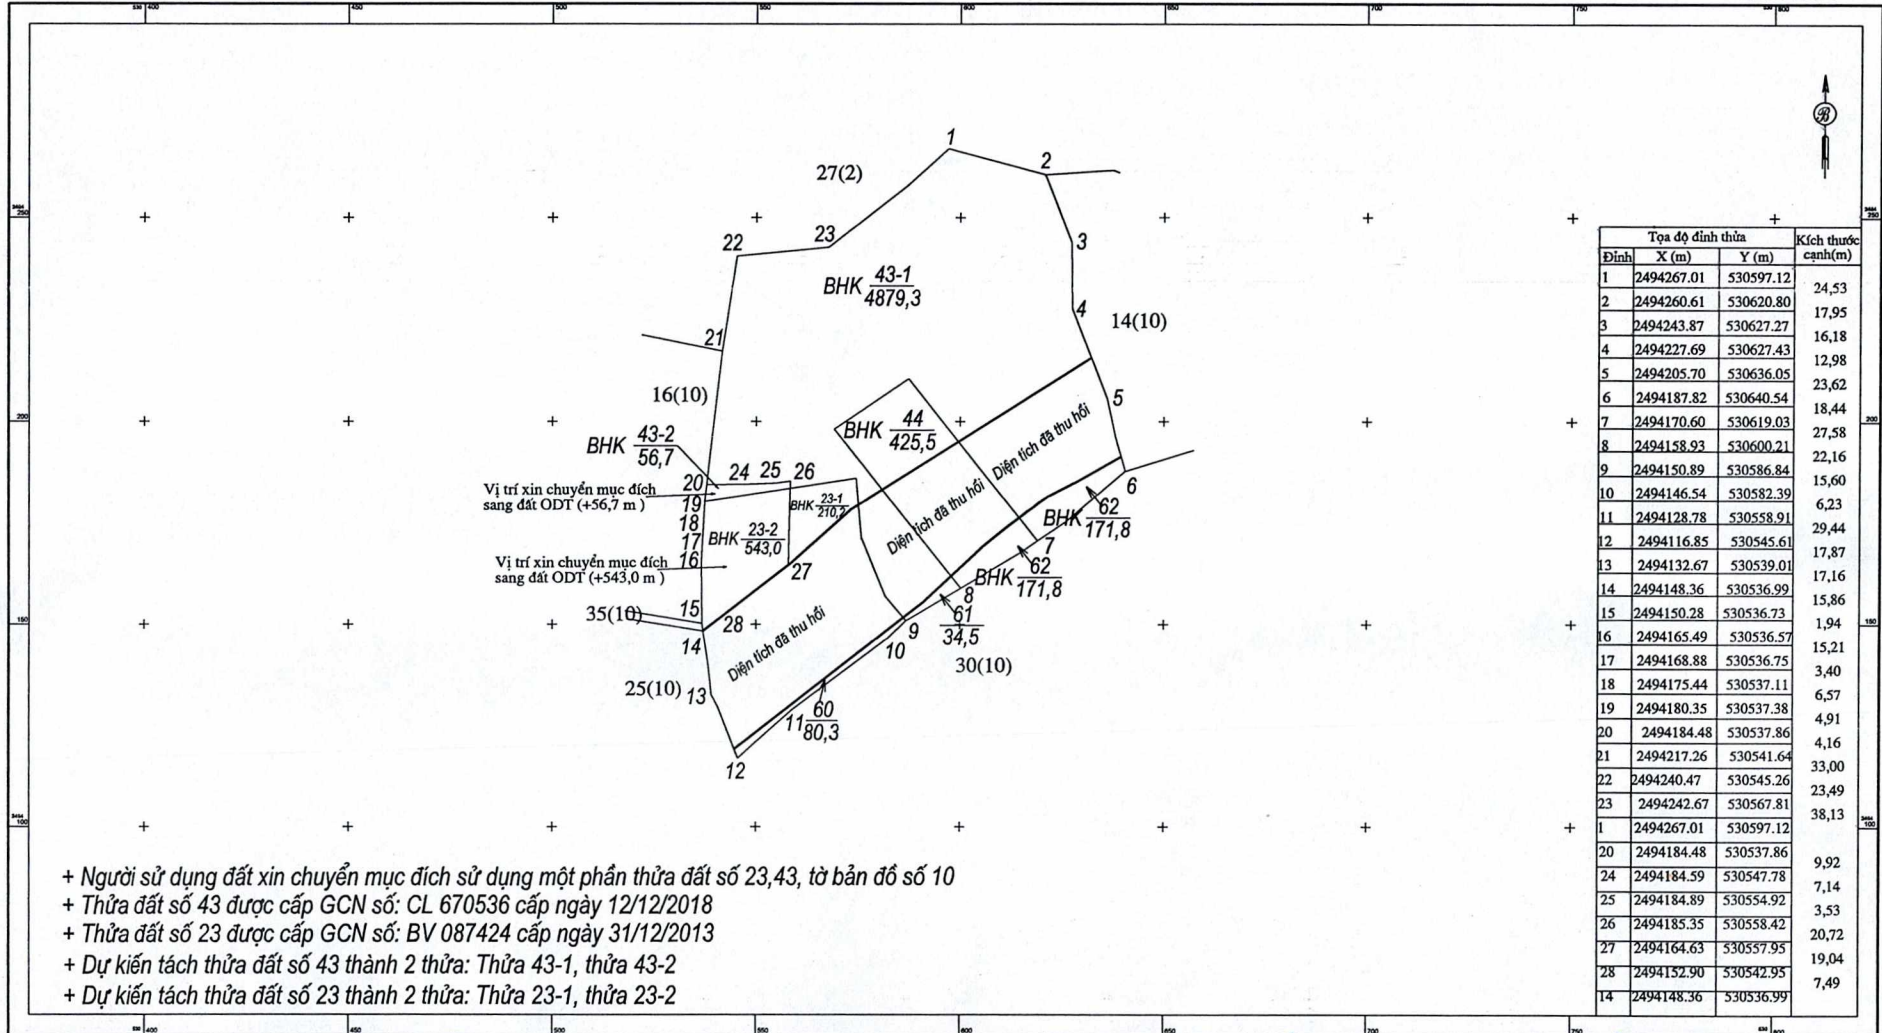 530 400
450
500
550
600
650
700
750
530 800
B
1
27(2)
2
23
3
22
BHK 43-1
4879,3
4
14(10)
21
16(10)
5
BHK 44
425,5
Diện tích đã thu hồi
BHK 43-2
56,7
24 25 26
20
6
Vị trí xin chuyển mục đích
sang đất ODT (+56,7 m )
19
BHK 23-1
210,2
18
Diện tích đã thu hồi
BHK 62
171,8
17
BHK 23-2
543,0
7
16
Vị trí xin chuyển mục đích
sang đất ODT (+543,0 m )
27
BHK 62
171,8
15
35(10)
28
8
61
34,5
Diện tích đã thu hồi
9
14
10
30(10)
25(10)
13
11
60
80,3
12
Tọa độ đỉnh thửa Kích thước
cạnh(m)
Đỉnh X (m) Y (m)
1 2494267.01 530597.12
24,53
2 2494260.61 530620.80
17,95
3 2494243.87 530627.27
16,18
4 2494227.69 530627.43
12,98
5 2494205.70 530636.05
23,62
6 2494187.82 530640.54
18,44
7 2494170.60 530619.03
27,58
8 2494158.93 530600.21
22,16
9 2494150.89 530586.84
15,60
10 2494146.54 530582.39
6,23
11 2494128.78 530558.91
29,44
12 2494116.85 530545.61
17,87
13 2494132.67 530539.01
17,16
14 2494148.36 530536.99
15,86
15 2494150.28 530536.73
1,94
16 2494165.49 530536.57
15,21
17 2494168.88 530536.75
3,40
18 2494175.44 530537.11
6,57
19 2494180.35 530537.38
4,91
20 2494184.48 530537.86
4,16
21 2494217.26 530541.64
33,00
22 2494240.47 530545.26
23,49
23 2494242.67 530567.81
38,13
1 2494267.01 530597.12
20 2494184.48 530537.86
9,92
24 2494184.59 530547.78
7,14
25 2494184.89 530554.92
3,53
26 2494185.35 530558.42
20,72
27 2494164.63 530557.95
19,04
28 2494152.90 530542.95
7,49
14 2494148.36 530536.99
+ Người sử dụng đất xin chuyển mục đích sử dụng một phần thửa đất số 23,43, tờ bản đồ số 10
+ Thửa đất số 43 được cấp GCN số: CL 670536 cấp ngày 12/12/2018
+ Thửa đất số 23 được cấp GCN số: BV 087424 cấp ngày 31/12/2013
+ Dự kiến tách thửa đất số 43 thành 2 thửa: Thửa 43-1, thửa 43-2
+ Dự kiến tách thửa đất số 23 thành 2 thửa: Thửa 23-1, thửa 23-2
530 400
450
500
550
600
650
700
750
530 800